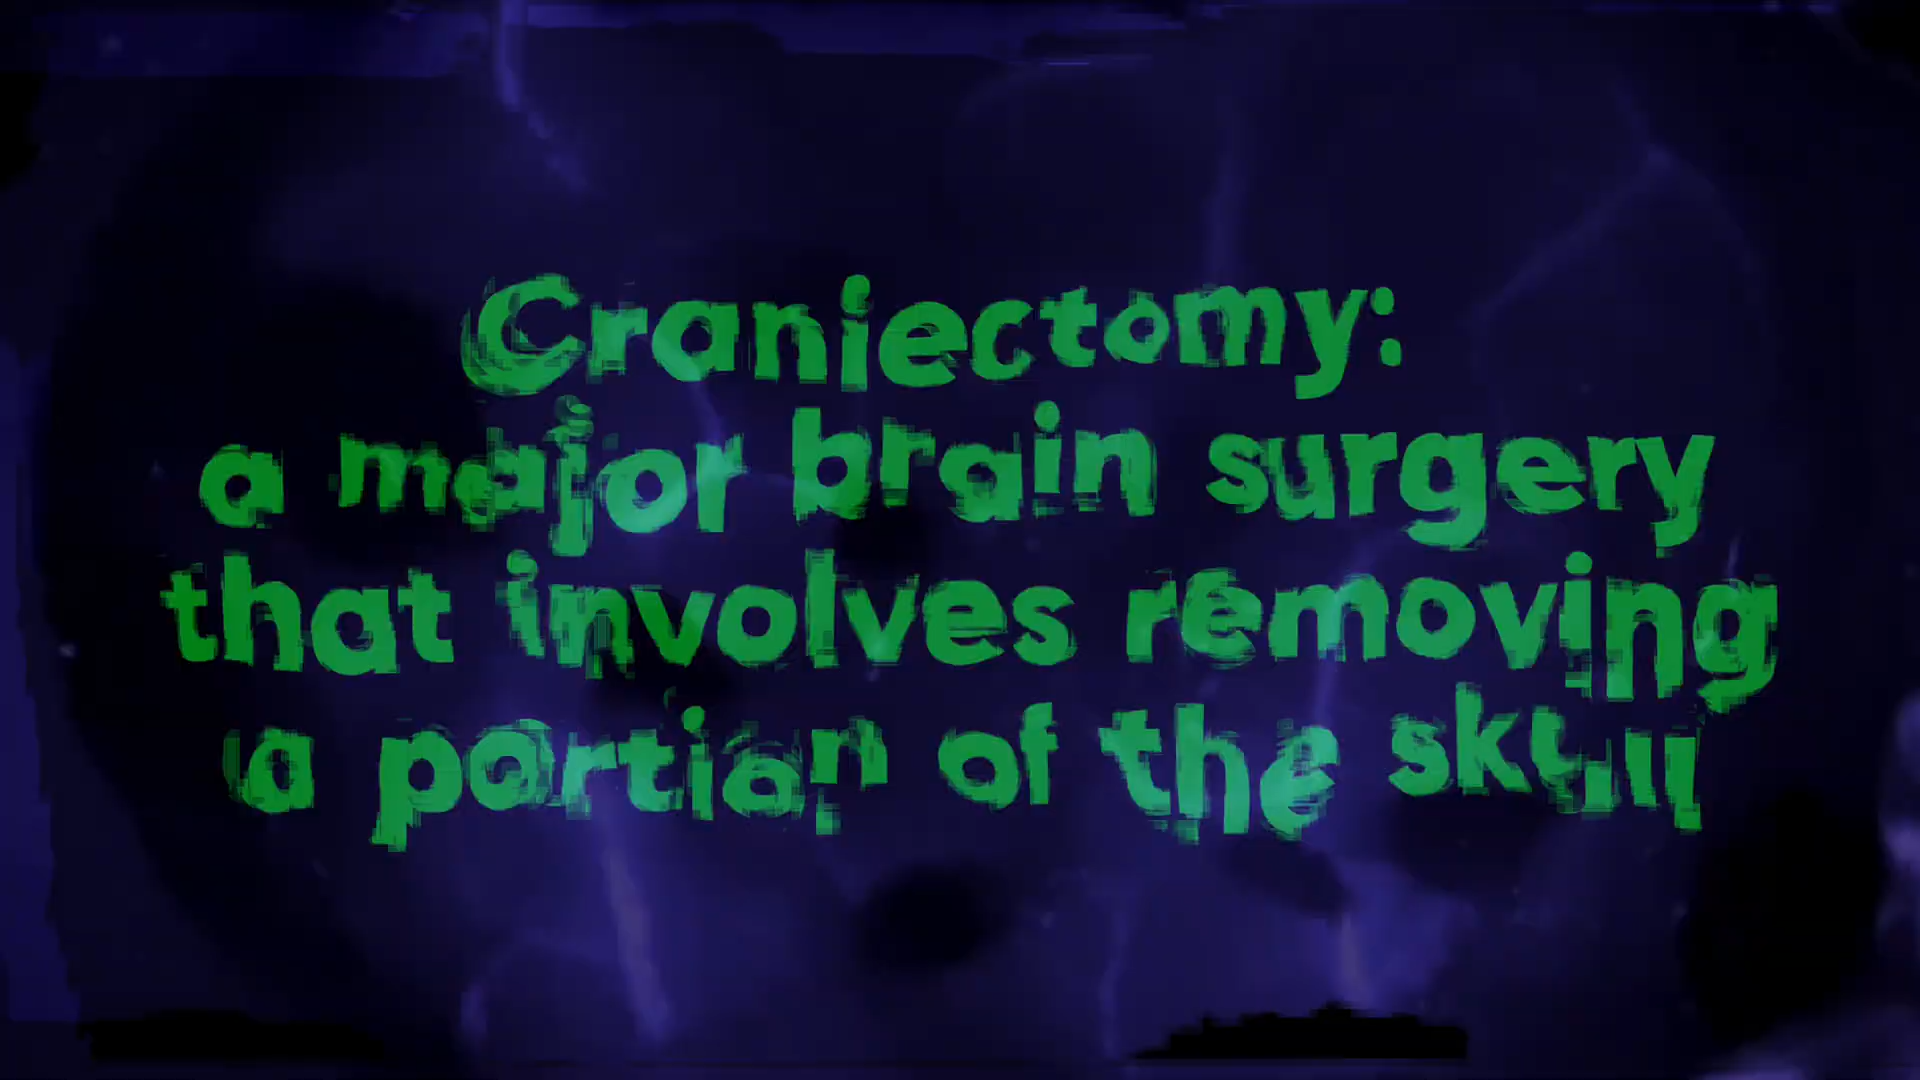 Craniectomy:
a major brain surgery
that involves removing
a portion of the skull